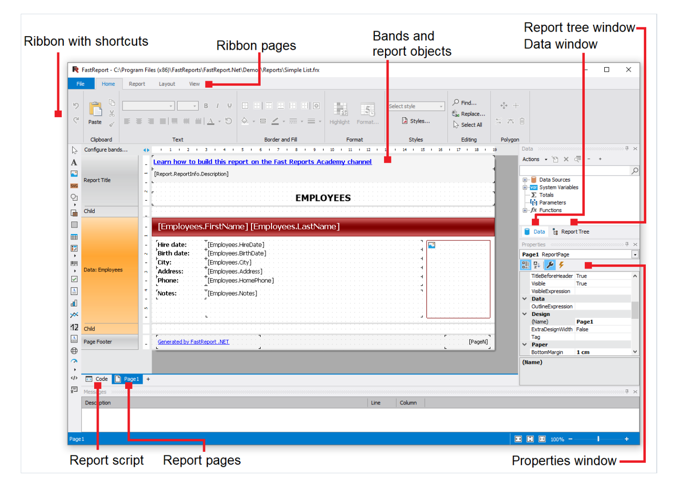 Report tree window
Data window
Ribbon with shortcuts
Ribbon pages
Bands and
report objects
FastReport - C:\Program Files (x86)\FastReports\FastReport.Net\Demos\Reports\Simple List.frx
File Home Report Layout View
Paste
Highlight
Format...
Select style
Styles...
Find...
Replace...
Select All
Clipboard
Text
Border and Fill
Format
Styles
Editing
Polygon
Configure bands...
Report Title
Child
Data: Employees
Child
Page Footer
Learn how to build this report on the Fast Reports Academy channel
[Report.ReportInfo.Description]
EMPLOYEES
[Employees.FirstName] [Employees.LastName]
Hire date: [Employees.HireDate]
Birth date: [Employees.BirthDate]
City: [Employees.City]
Address: [Employees.Address]
Phone: [Employees.HomePhone]
Notes: [Employees.Notes]
Generated by FastReport .NET
[PageN]
Data
Actions
Data Sources
System Variables
Totals
Parameters
Functions
Data Report Tree
Properties
Page1 ReportPage
TitleBeforeHeader True
Visible True
VisibleExpression
Data
OutlineExpression
Design
(Name) Page1
ExtraDesignWidth False
Tag
Paper
BottomMargin 1 cm
(Name)
Code Page1 +
Messages
Description Line Column
Page1
100%
Report script
Report pages
Properties window